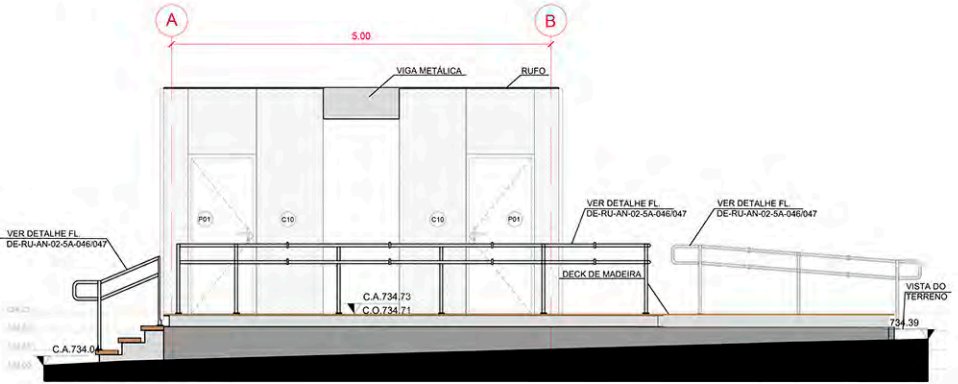 A
B
5.00
VIGA METÁLICA
RUFO
P01
C10
C10
P01
VER DETALHE FL.
DE-RU-AN-02-5A-046/047
VER DETALHE FL.
DE-RU-AN-02-5A-046/047
VER DETALHE FL.
DE-RU-AN-02-5A-046/047
DECK DE MADEIRA
VISTA DO
TERRENO
C.A.734.73
C.O.734.71
734.39
C.A.734.0